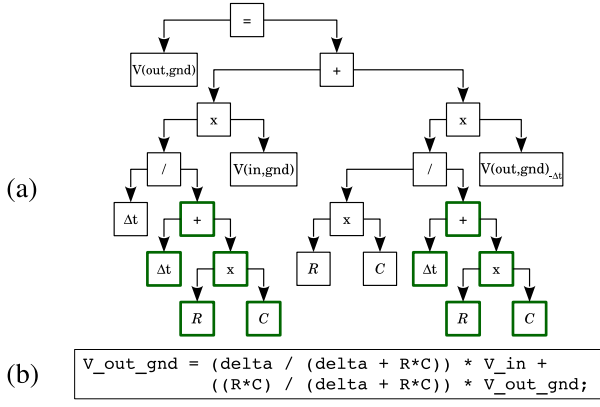 =
V(out,gnd)
+
x
x
/
V(in,gnd)
/
V(out,gnd)-Δt
(a)
Δt
+
x
+
Δt
x
R
C
Δt
x
R
C
R
C
(b)
V_out_gnd = (delta / (delta + R*C)) * V_in +
((R*C) / (delta + R*C)) * V_out_gnd;